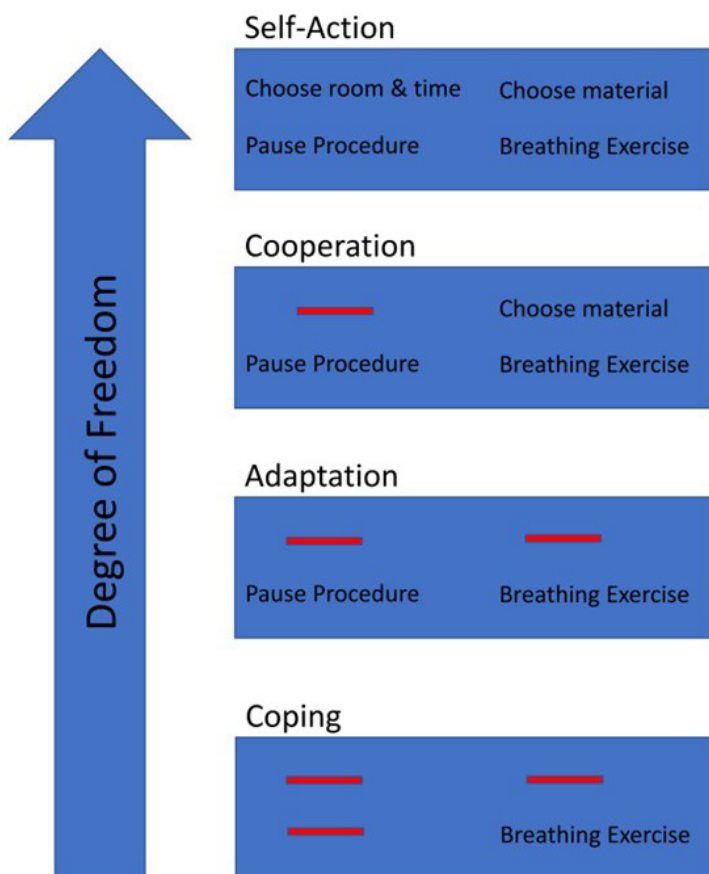 Self-Action
Choose room & time Choose material
Pause Procedure Breathing Exercise
Cooperation
Choose material
Pause Procedure Breathing Exercise
Adaptation
Pause Procedure Breathing Exercise
Coping
Breathing Exercise
Degree of Freedom